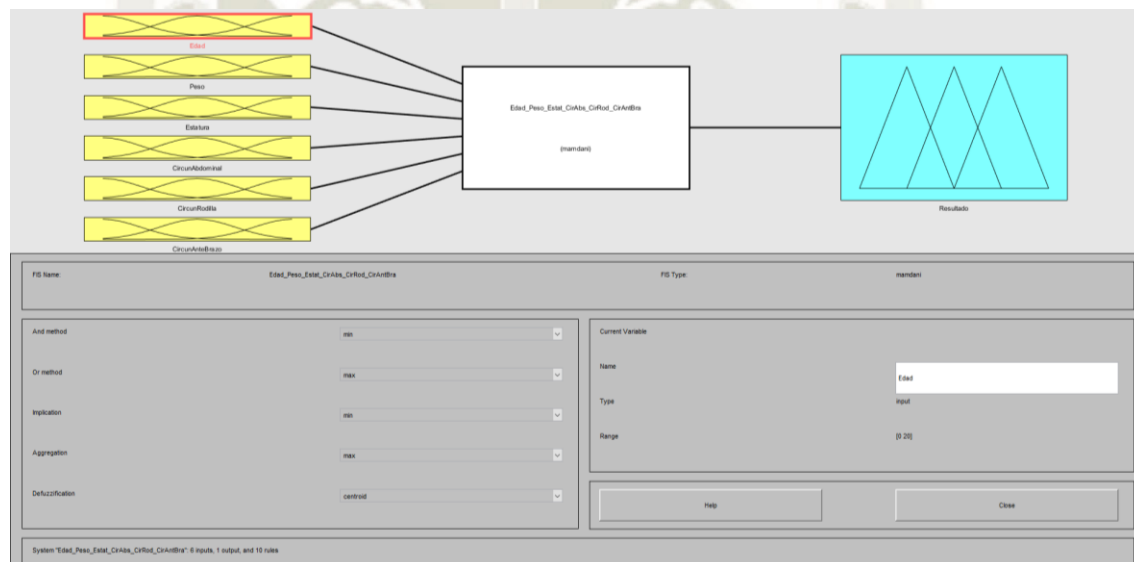 Edad
Peso
Estatura
CircunAbdominal
CircunRodilla
CircunAnteBrazo
Edad_Peso_Estat_CirAbs_CirRod_CirAntBra
(mamdani)
Resultado
FIS Name: Edad_Peso_Estat_CirAbs_CirRod_CirAntBra FIS Type: mamdani
And method min
Or method max
Implication min
Aggregation max
Defuzzification centroid
Current Variable
Name Edad
Type input
Range [0 20]
Help Close
System "Edad_Peso_Estat_CirAbs_CirRod_CirAntBra": 6 inputs, 1 output, and 10 rules